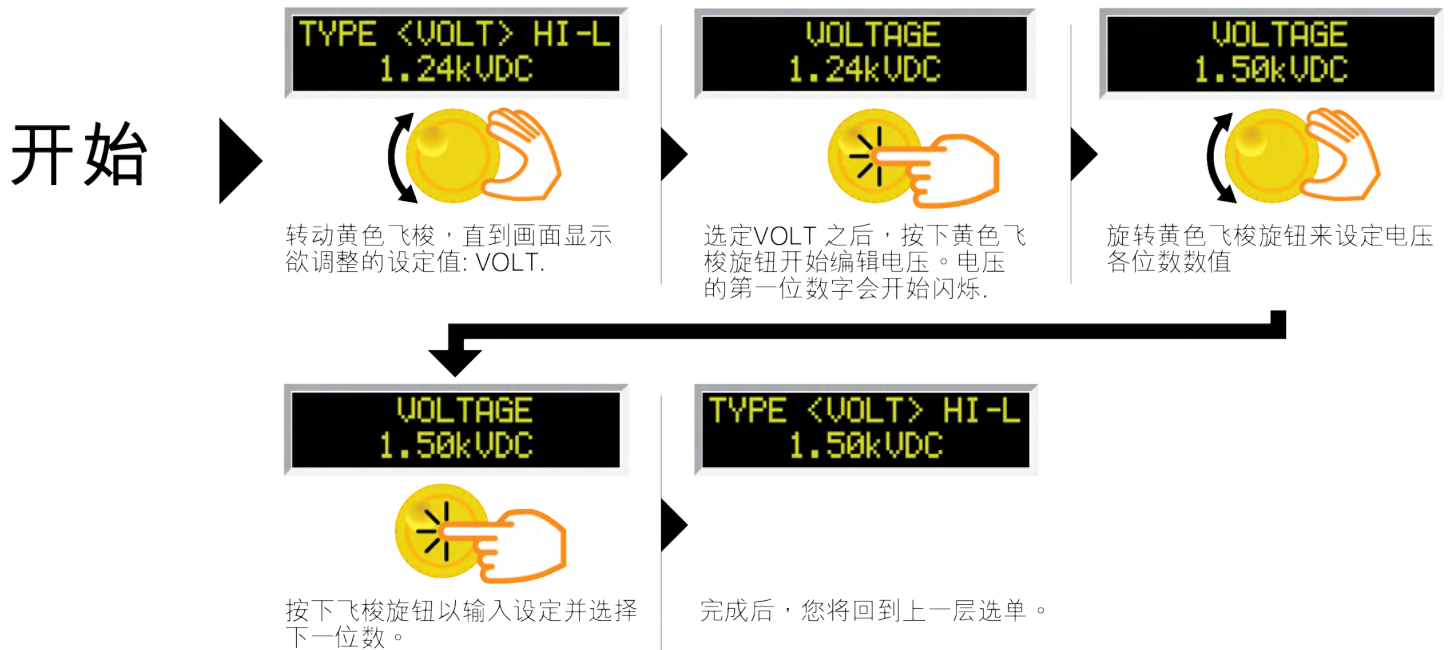 开始
TYPE <VOLT> HI-L
1.24kVDC
转动黄色飞梭，直到画面显示
欲调整的设定值: VOLT.
VOLTAGE
1.24kVDC
选定VOLT 之后，按下黄色飞
梭旋钮开始编辑电压。电压
的第一位数字会开始闪烁.
VOLTAGE
1.50kVDC
旋转黄色飞梭旋钮来设定电压
各位数数值
VOLTAGE
1.50kVDC
按下飞梭旋钮以输入设定并选择
下一位数。
TYPE <VOLT> HI-L
1.50kVDC
完成后，您将回到上一层选单。